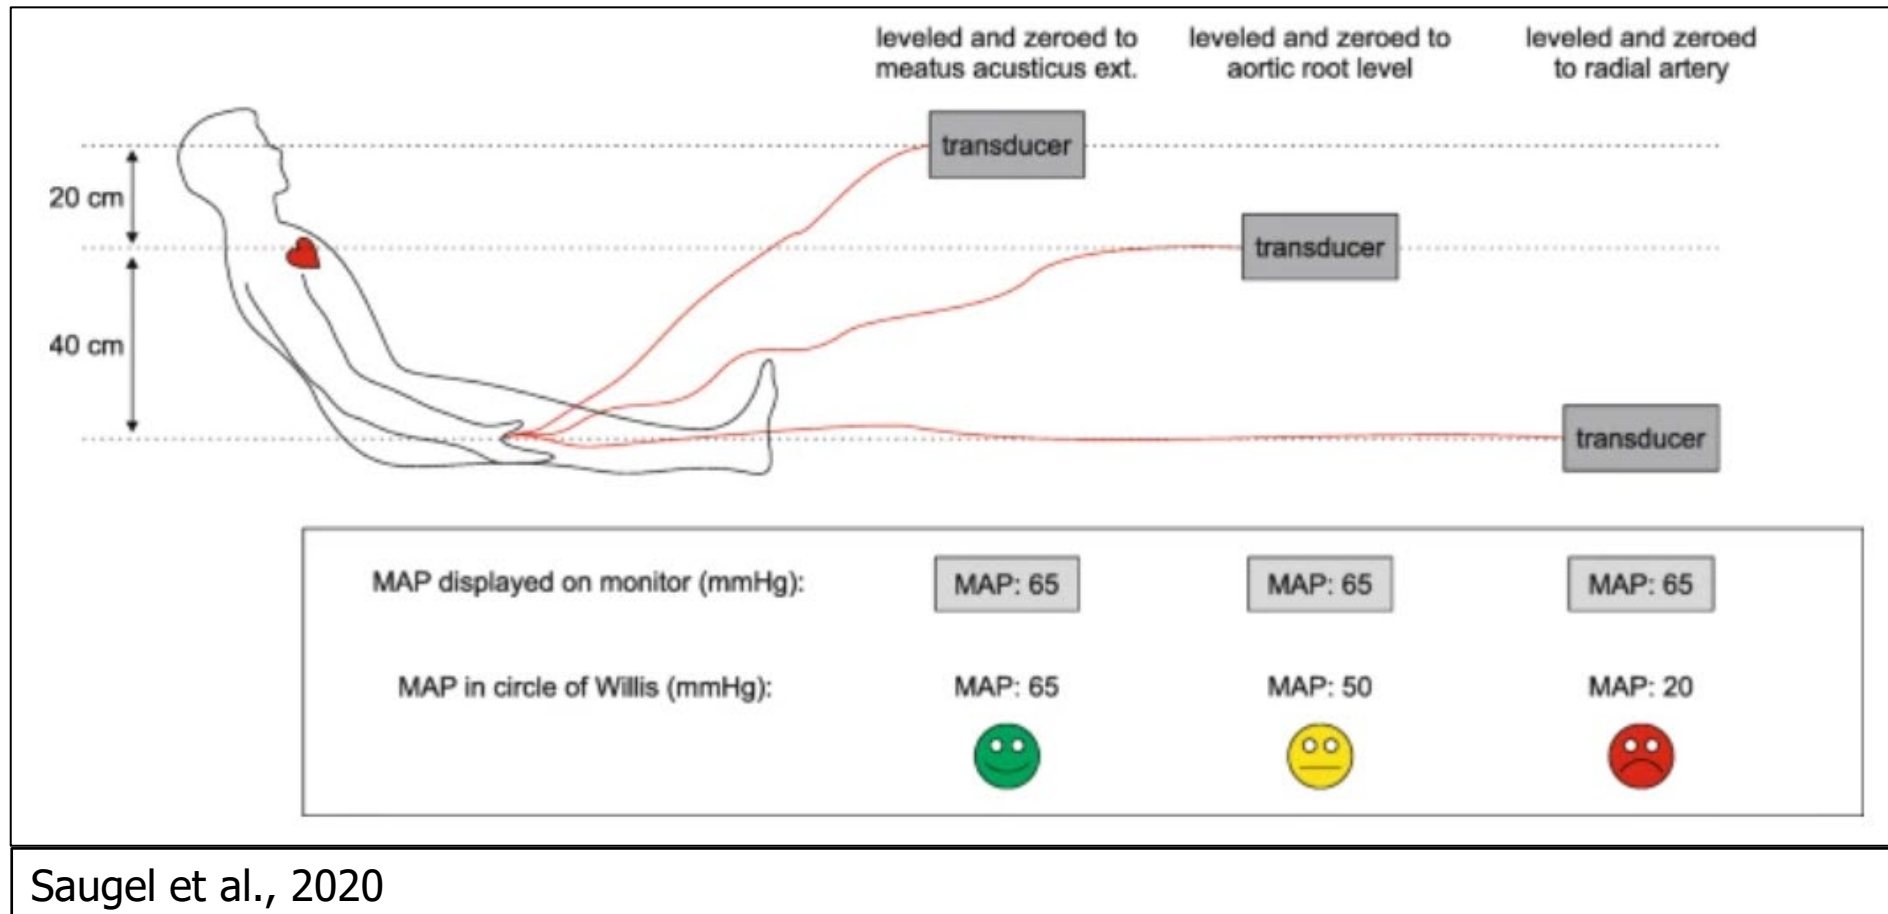 leveled and zeroed to
meatus acusticus ext.
leveled and zeroed to
aortic root level
leveled and zeroed
to radial artery
transducer
20 cm
transducer
40 cm
transducer
MAP displayed on monitor (mmHg):
MAP: 65
MAP: 65
MAP: 65
MAP in circle of Willis (mmHg):
MAP: 65
MAP: 50
MAP: 20
Saugel et al., 2020